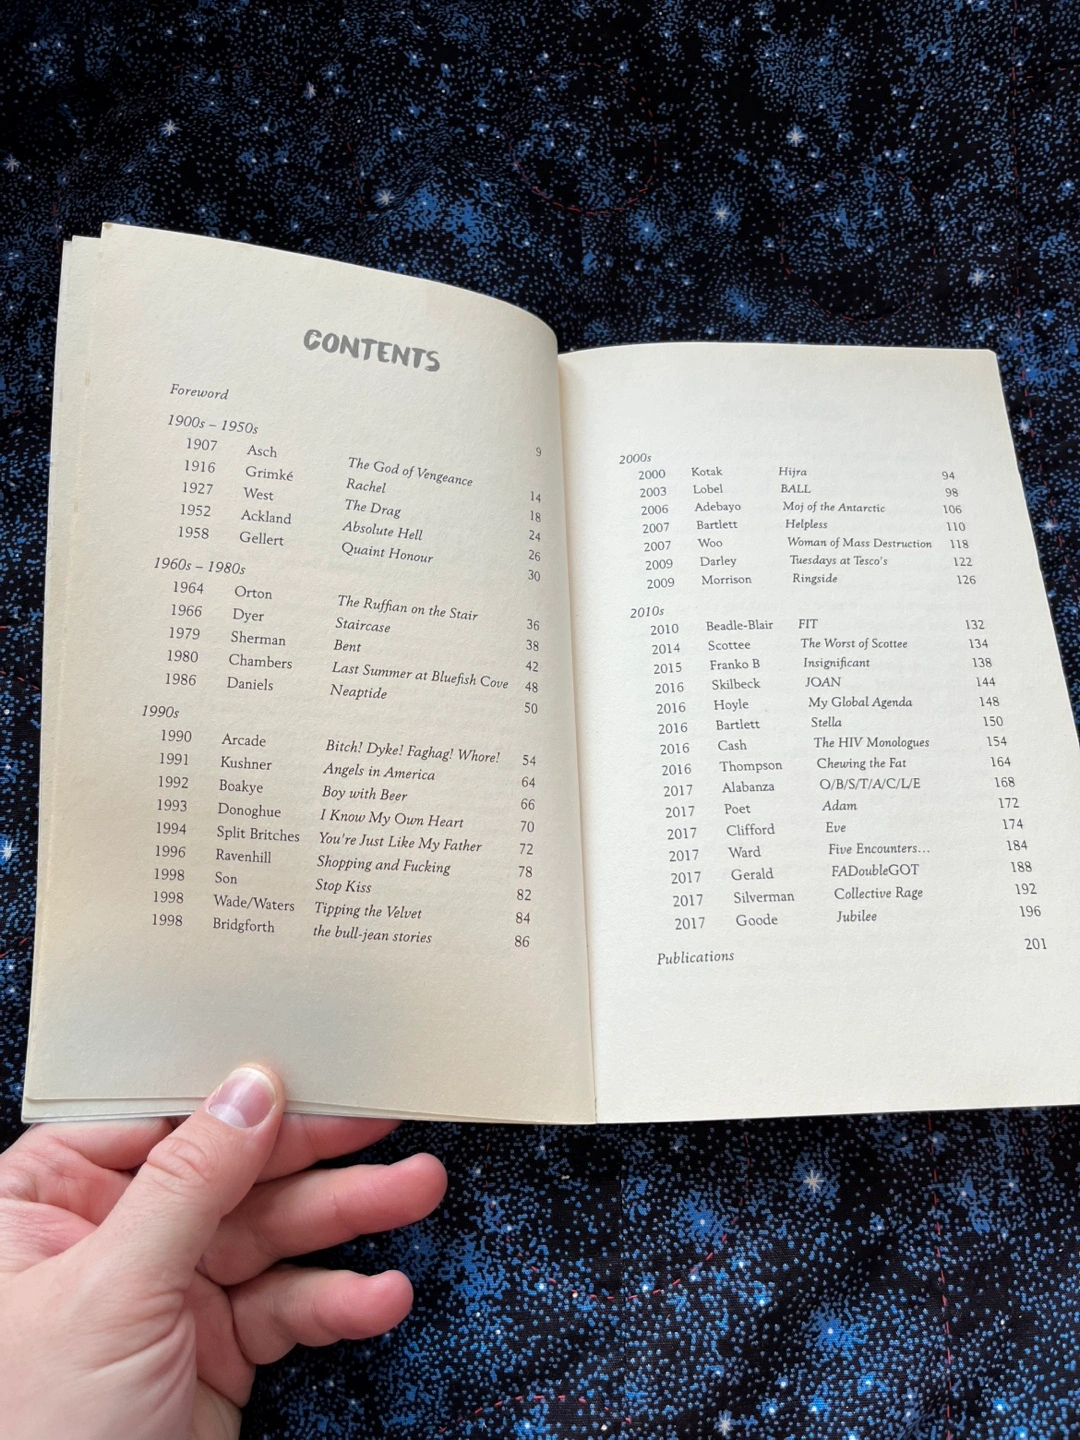 CONTENTS
Foreword 9
1900s – 1950s
1907 Asch The God of Vengeance 14
1916 Grimké Rachel 18
1927 West The Drag 24
1952 Ackland Absolute Hell 26
1958 Gellert Quaint Honour 30
1960s – 1980s
1964 Orton The Ruffian on the Stair 36
1966 Dyer Staircase 38
1979 Sherman Bent 42
1980 Chambers Last Summer at Bluefish Cove 48
1986 Daniels Neaptide 50
1990s
1990 Arcade Bitch! Dyke! Faghag! Whore! 54
1991 Kushner Angels in America 64
1992 Boakye Boy with Beer 66
1993 Donoghue I Know My Own Heart 70
1994 Split Britches You're Just Like My Father 72
1996 Ravenhill Shopping and Fucking 78
1998 Son Stop Kiss 82
1998 Wade/Waters Tipping the Velvet 84
1998 Bridgforth the bull-jean stories 86
2000s
2000 Kotak Hijra 94
2003 Lobel BALL 98
2006 Adebayo Moj of the Antarctic 106
2007 Bartlett Helpless 110
2007 Woo Woman of Mass Destruction 118
2009 Darley Tuesdays at Tesco's 122
2009 Morrison Ringside 126
2010s
2010 Beadle-Blair FIT 132
2014 Scottee The Worst of Scottee 134
2015 Franko B Insignificant 138
2016 Skilbeck JOAN 144
2016 Hoyle My Global Agenda 148
2016 Bartlett Stella 150
2016 Cash The HIV Monologues 154
2016 Thompson Chewing the Fat 164
2017 Alabanza O/B/S/T/A/C/L/E 168
2017 Poet Adam 172
2017 Clifford Eve 174
2017 Ward Five Encounters... 184
2017 Gerald FADoubleGOT 188
2017 Silverman Collective Rage 192
2017 Goode Jubilee 196
Publications 201